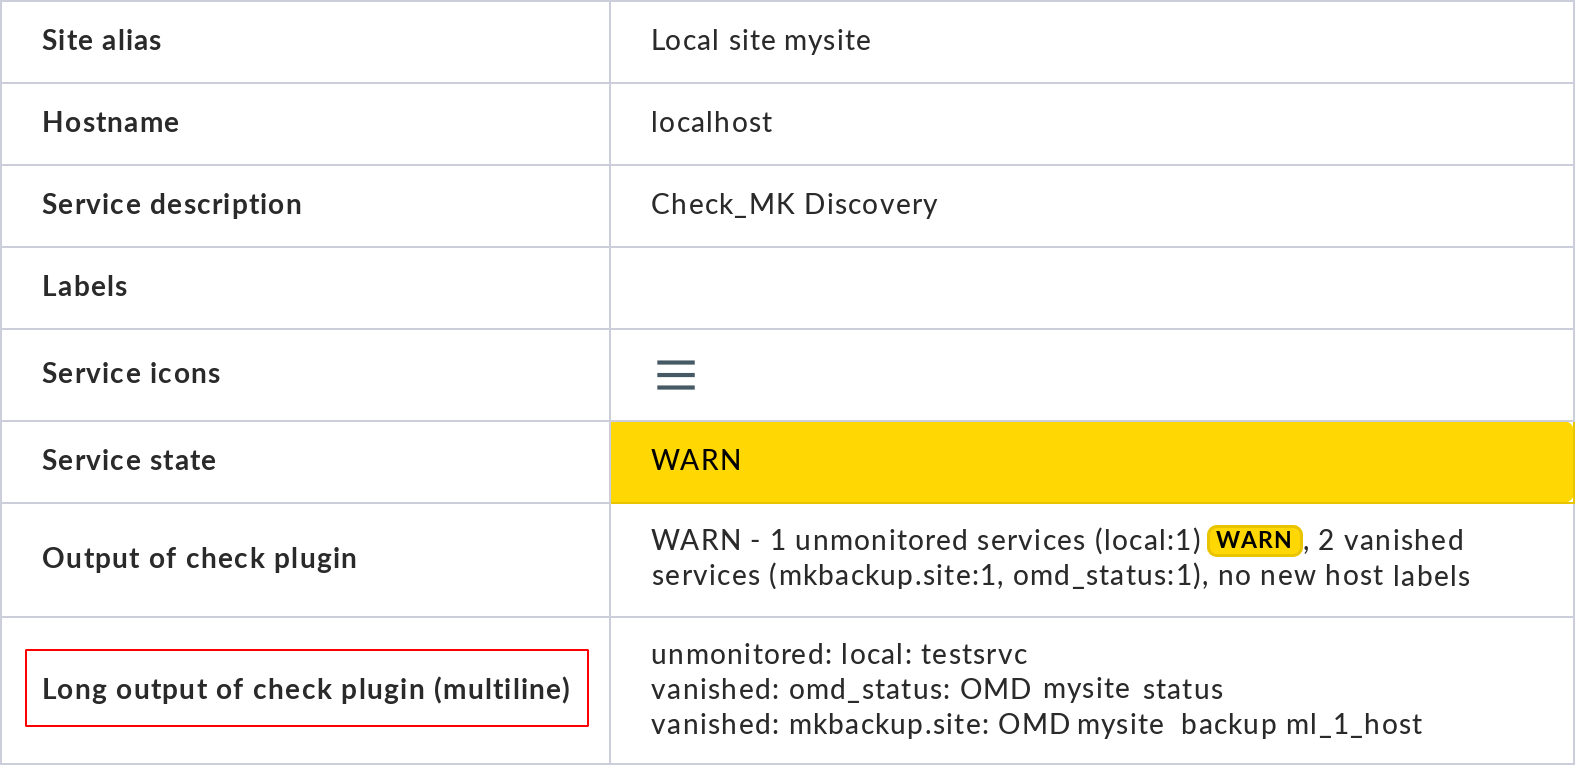 Site alias
Local site mysite
Hostname
localhost
Service description
Check_MK Discovery
Labels
Service icons
Service state
WARN
Output of check plugin
WARN - 1 unmonitored services (local:1) WARN, 2 vanished
services (mkbackup.site:1, omd_status:1), no new host labels
Long output of check plugin (multiline)
unmonitored: local: testsrvc
vanished: omd_status: OMD mysite status
vanished: mkbackup.site: OMD mysite backup ml_1_host